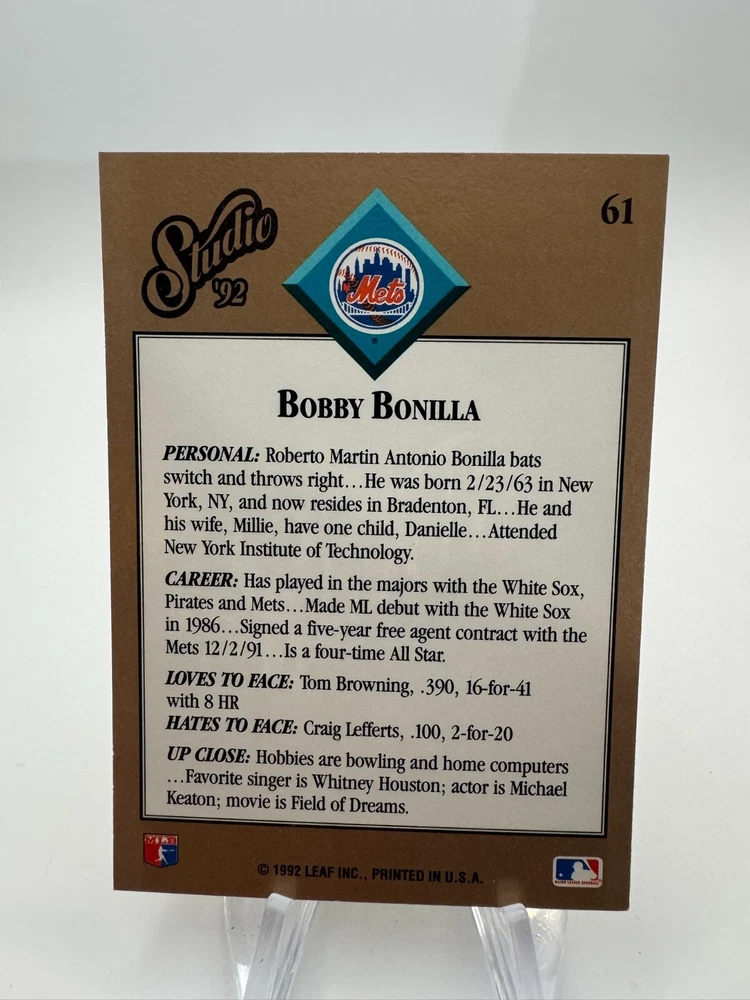 Studio '92
61
Mets
BOBBY BONILLA
PERSONAL: Roberto Martin Antonio Bonilla bats
switch and throws right...He was born 2/23/63 in New
York, NY, and now resides in Bradenton, FL...He and
his wife, Millie, have one child, Danielle...Attended
New York Institute of Technology.
CAREER: Has played in the majors with the White Sox,
Pirates and Mets...Made ML debut with the White Sox
in 1986...Signed a five-year free agent contract with the
Mets 12/2/91...Is a four-time All Star.
LOVES TO FACE: Tom Browning, .390, 16-for-41
with 8 HR
HATES TO FACE: Craig Lefferts, .100, 2-for-20
UP CLOSE: Hobbies are bowling and home computers
...Favorite singer is Whitney Houston; actor is Michael
Keaton; movie is Field of Dreams.
© 1992 LEAF INC., PRINTED IN U.S.A.
MAJOR LEAGUE BASEBALL